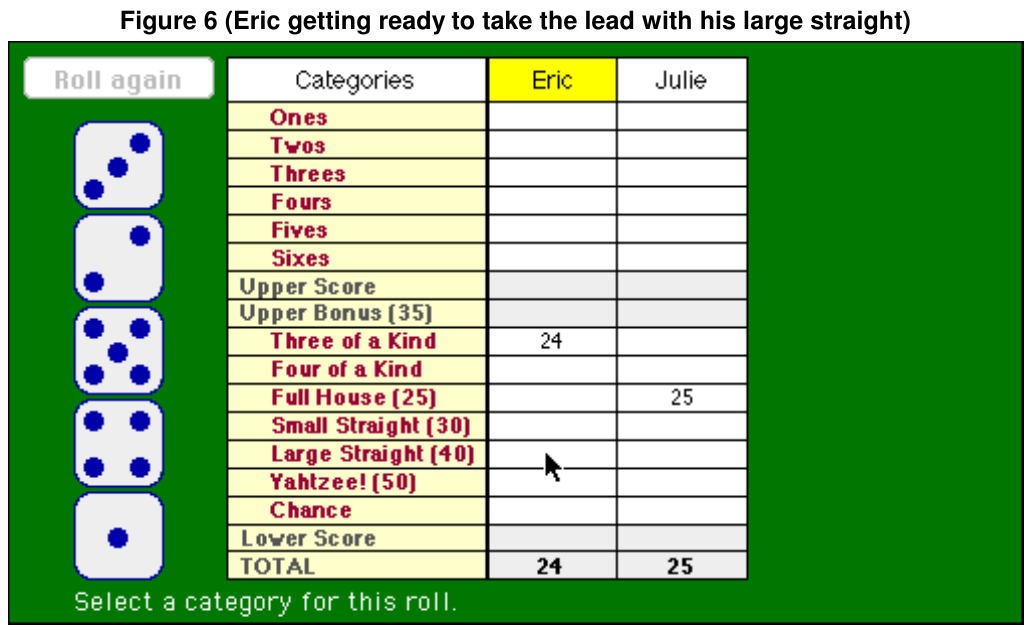 Figure 6 (Eric getting ready to take the lead with his large straight)
Roll again
Categories Eric Julie
Ones
Twos
Threes
Fours
Fives
Sixes
Upper Score
Upper Bonus (35)
Three of a Kind 24
Four of a Kind
Full House (25) 25
Small Straight (30)
Large Straight (40)
Yahtzee! (50)
Chance
Lower Score
TOTAL 24 25
Select a category for this roll.